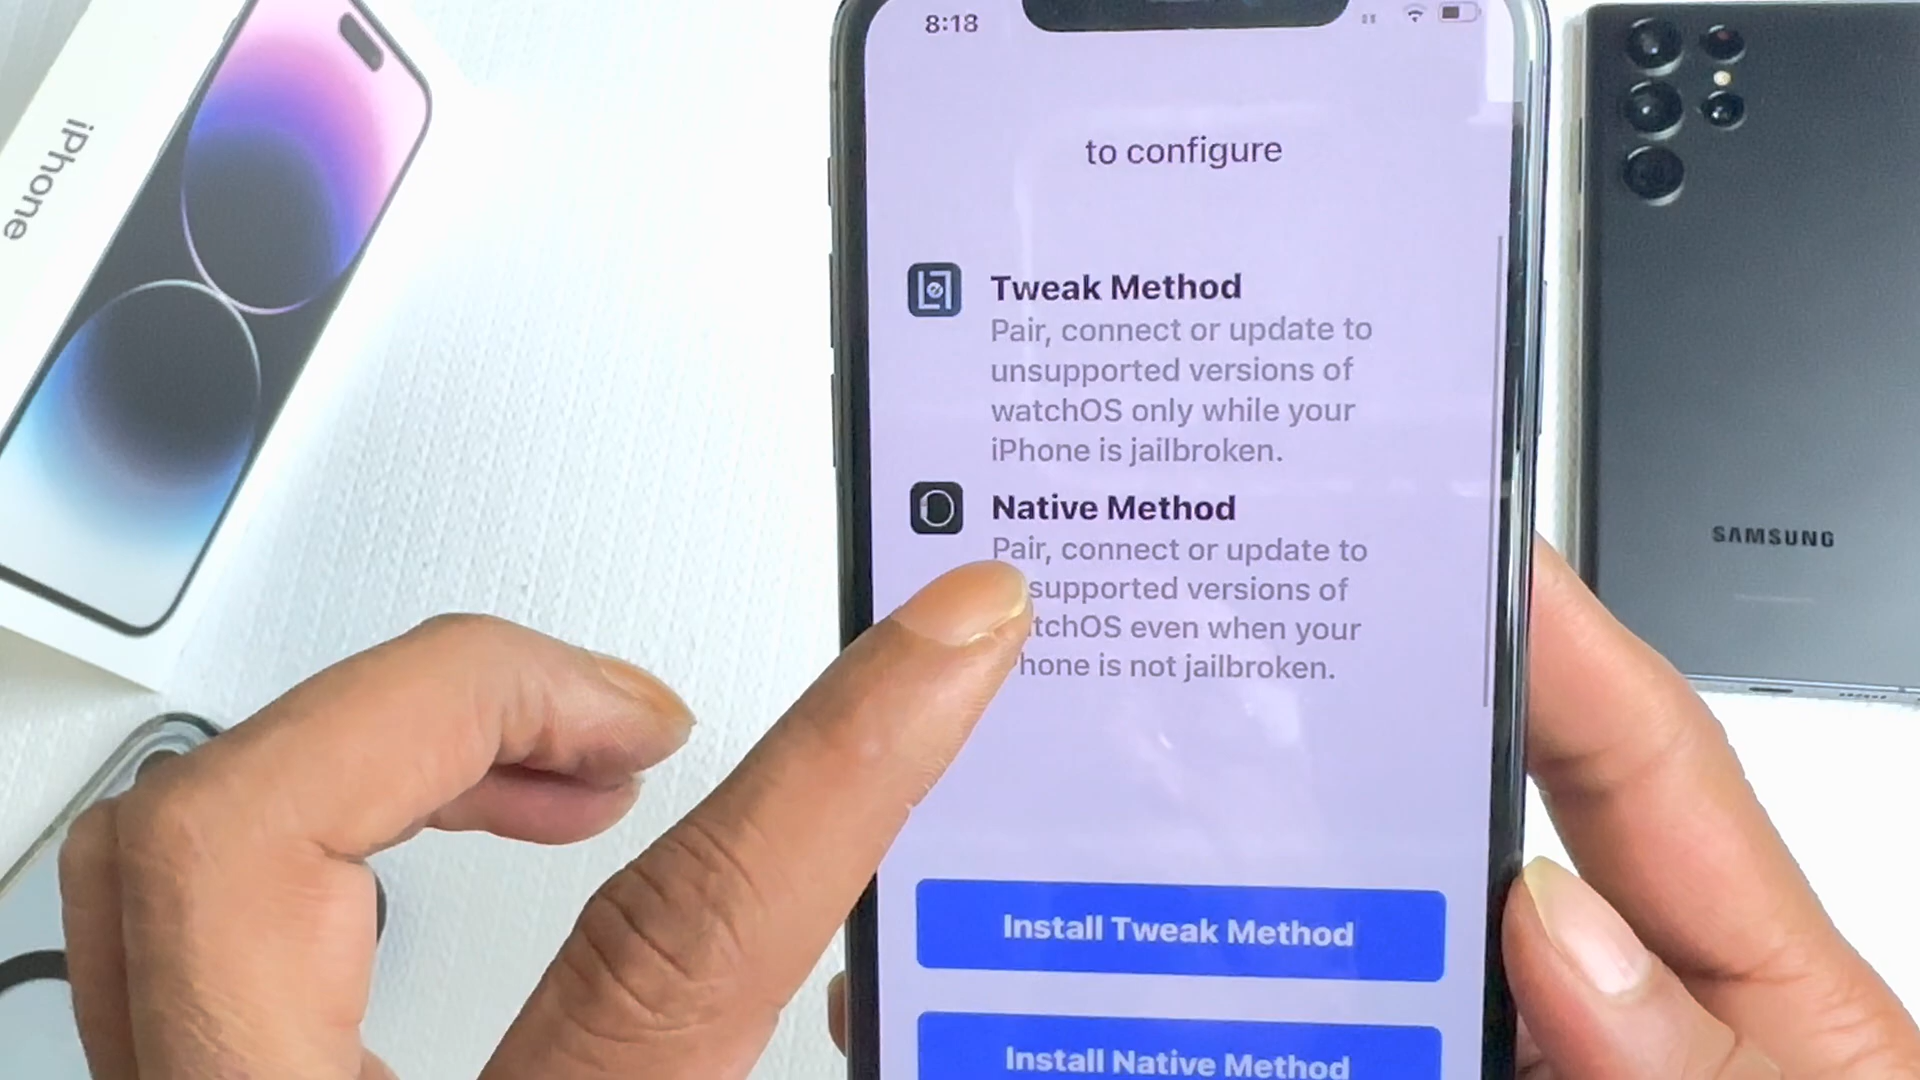 iPhone
8:18
to configure
Tweak Method
Pair, connect or update to
unsupported versions of
watchOS only while your
iPhone is jailbroken.
Native Method
Pair, connect or update to
supported versions of
tchOS even when your
hone is not jailbroken.
Install Tweak Method
Install Native Method
SAMSUNG